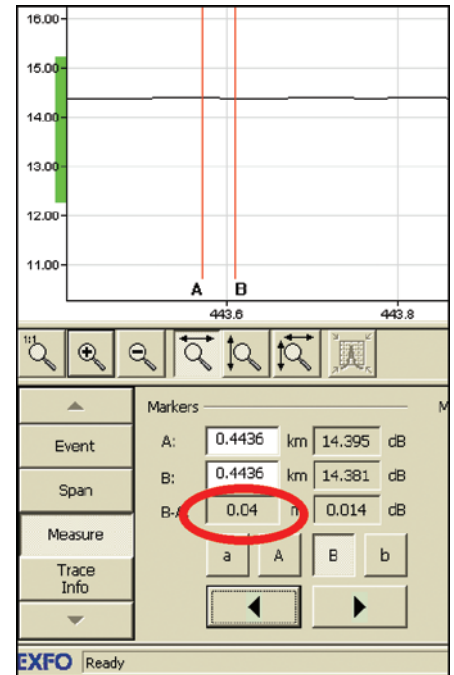 16.00
15.00
14.00
13.00
12.00
11.00
A B
443.6 443.8
1:1
Markers M
Event A: 0.4436 km 14.395 dB
Span B: 0.4436 km 14.381 dB
B-A: 0.04 0.014 dB
Measure a A B b
Trace
Info
EXFO Ready